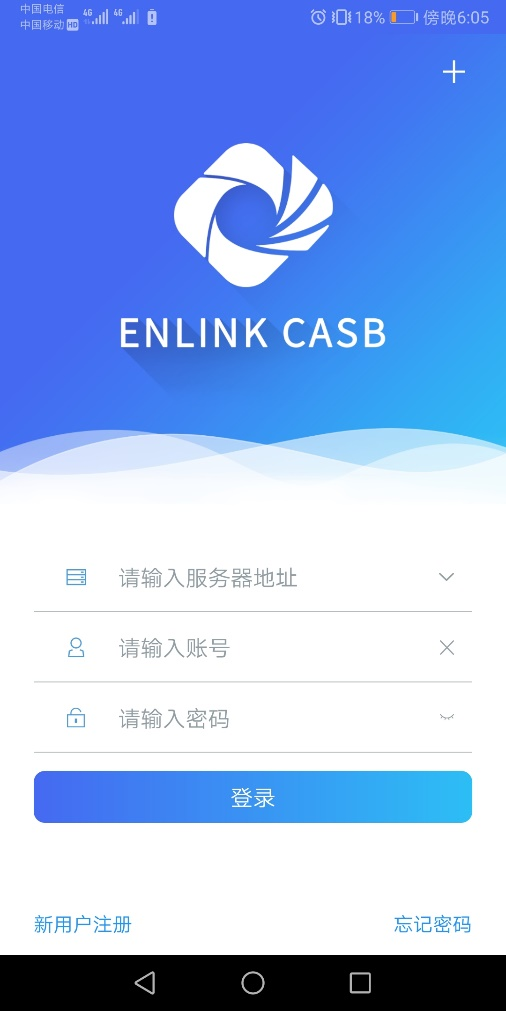 中国电信
中国移动 HD
4G 4G
18% 傍晚6:05
ENLINK CASB
请输入服务器地址
请输入账号
请输入密码
登录
新用户注册 忘记密码